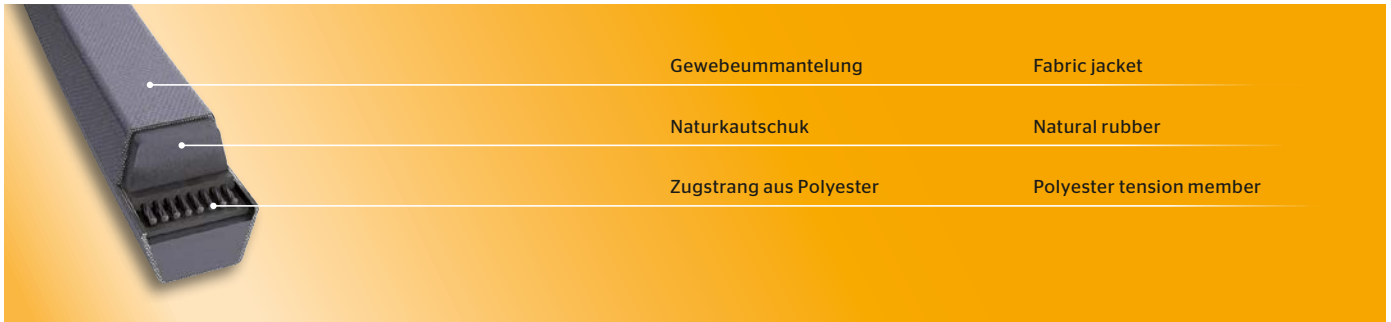 Gewebeummantelung Fabric jacket
Naturkautschuk Natural rubber
Zugstrang aus Polyester Polyester tension member